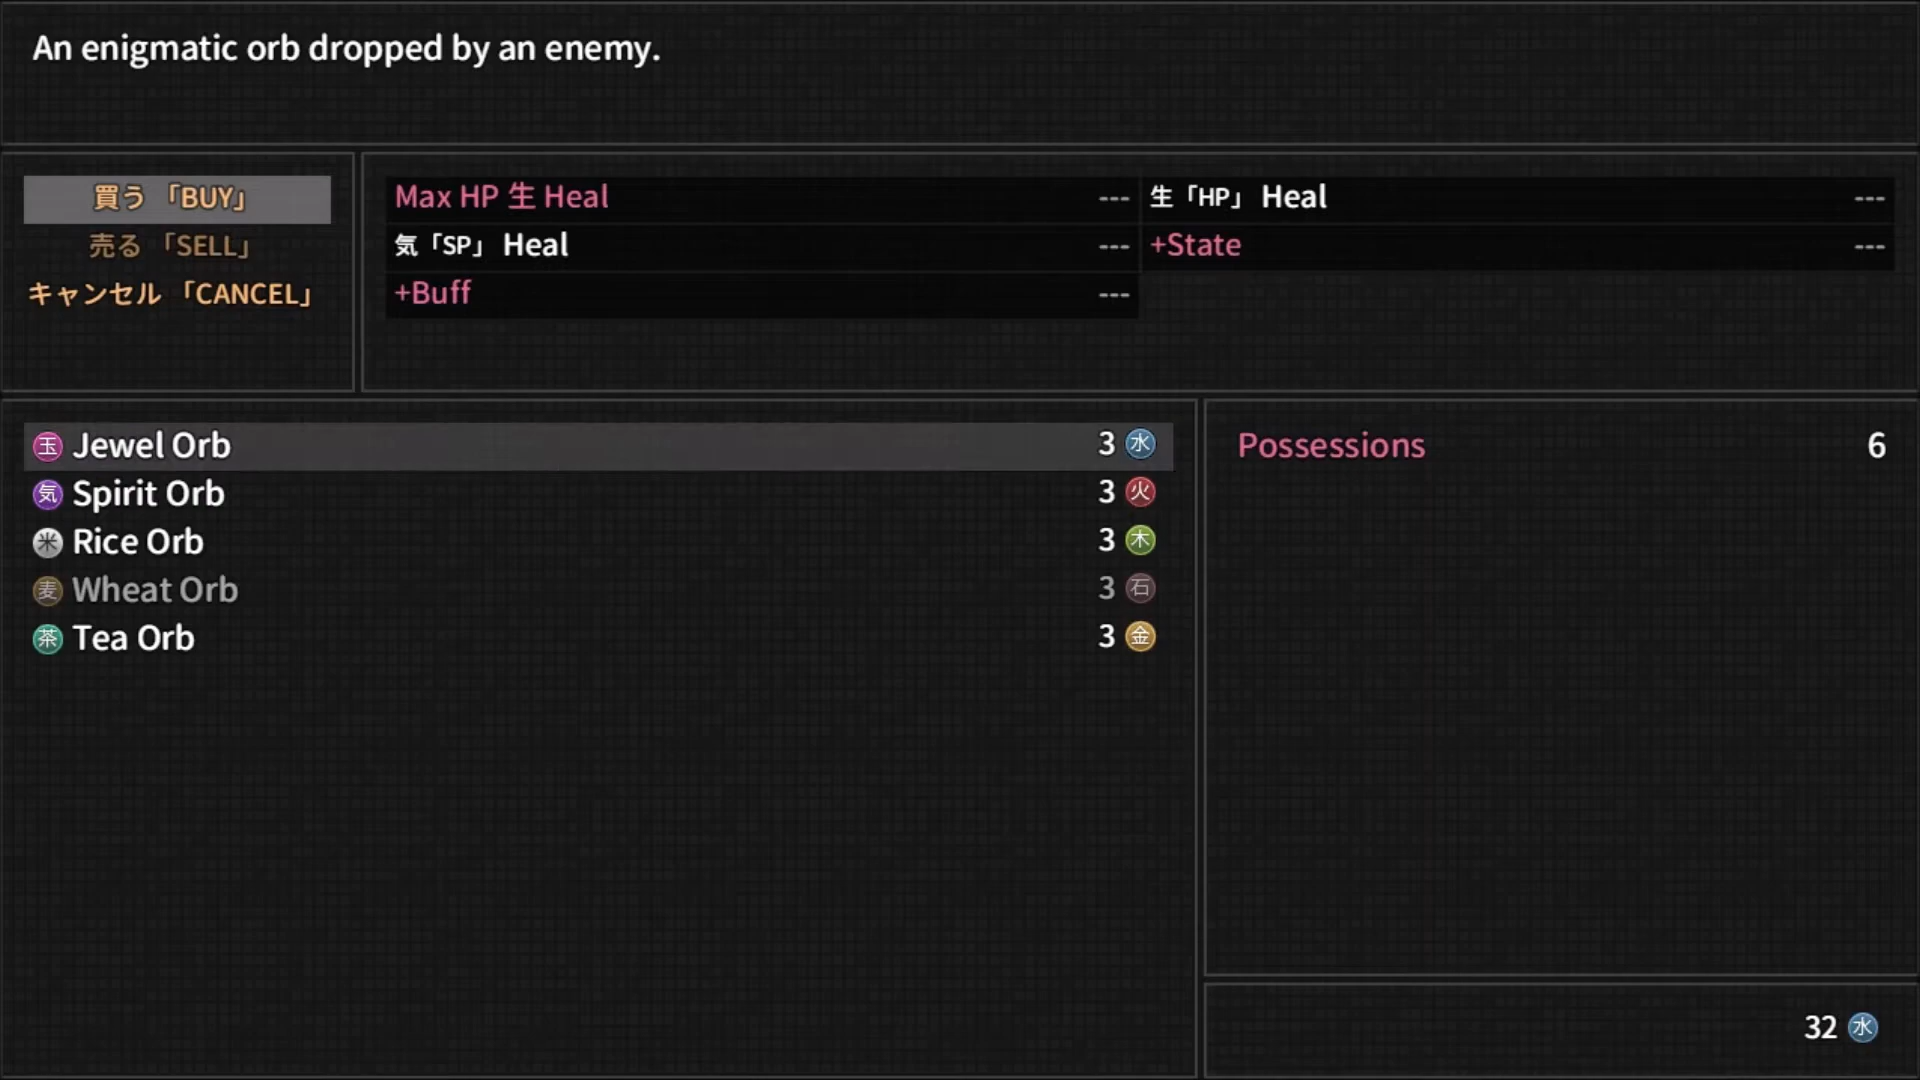 An enigmatic orb dropped by an enemy.
買う「BUY」
売る「SELL」
キャンセル「CANCEL」
Max HP 生 Heal ---
生「HP」 Heal ---
気「SP」 Heal ---
+State ---
+Buff ---
玉 Jewel Orb 3 水
気 Spirit Orb 3 火
米 Rice Orb 3 木
麦 Wheat Orb 3 石
茶 Tea Orb 3 金
Possessions 6
32 水